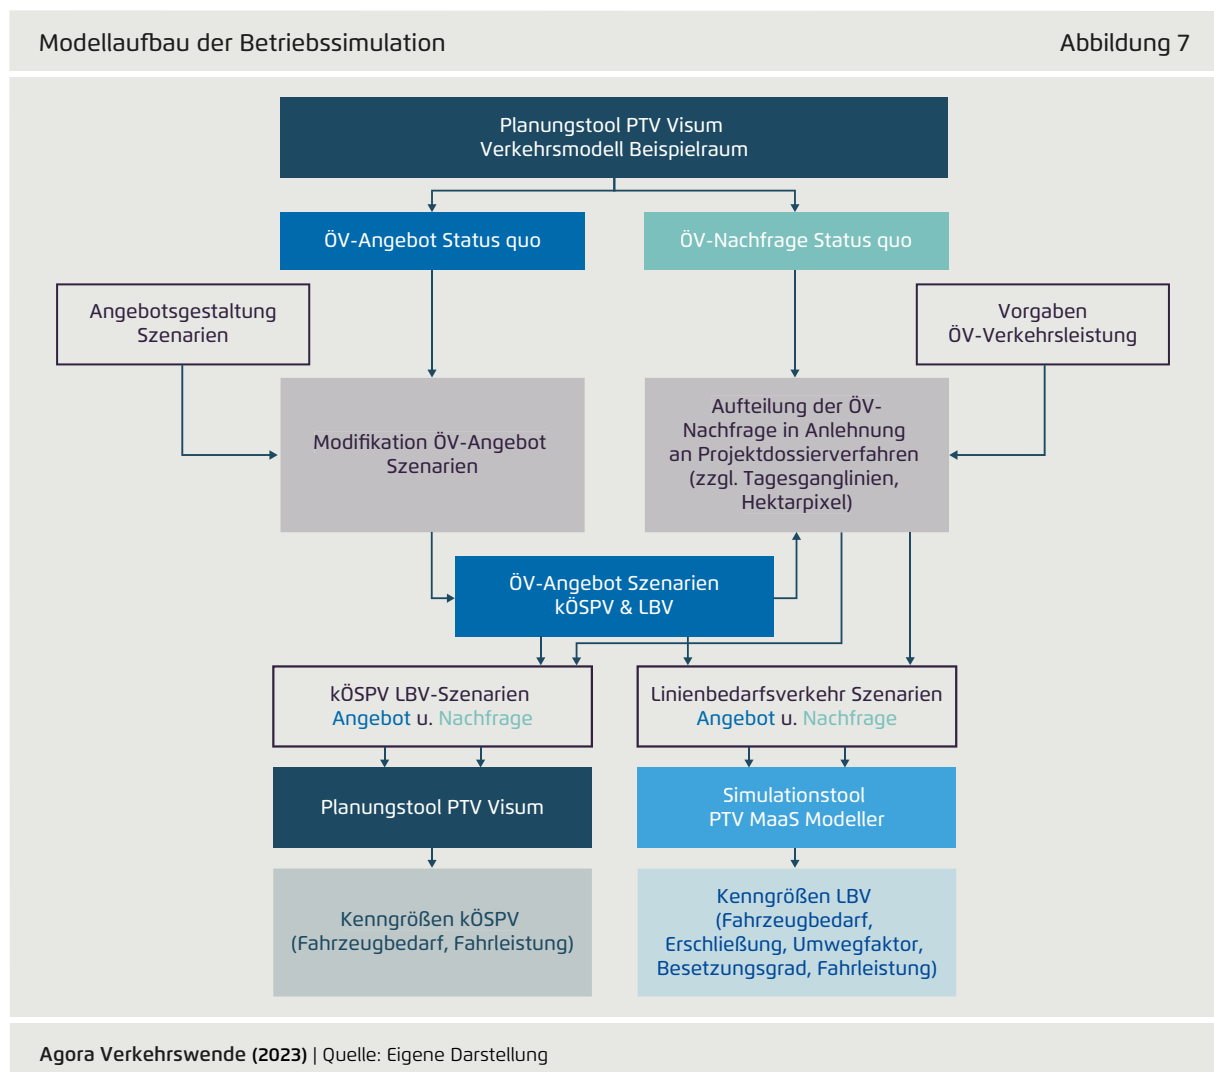 Modellaufbau der Betriebssimulation
Abbildung 7
Planungstool PTV Visum
Verkehrsmodell Beispielraum
ÖV-Angebot Status quo
ÖV-Nachfrage Status quo
Angebotsgestaltung
Szenarien
Vorgaben
ÖV-Verkehrsleistung
Modifikation ÖV-Angebot
Szenarien
Aufteilung der ÖV-
Nachfrage in Anlehnung
an Projektdossierverfahren
(zzgl. Tagesganglinien,
Hektarpixel)
ÖV-Angebot Szenarien
kÖSPV & LBV
kÖSPV LBV-Szenarien
Angebot u. Nachfrage
Linienbedarfsverkehr Szenarien
Angebot u. Nachfrage
Planungstool PTV Visum
Simulationstool
PTV MaaS Modeller
Kenngrößen kÖSPV
(Fahrzeugbedarf, Fahrleistung)
Kenngrößen LBV
(Fahrzeugbedarf,
Erschließung, Umwegfaktor,
Besetzungsgrad, Fahrleistung)
Agora Verkehrswende (2023) | Quelle: Eigene Darstellung